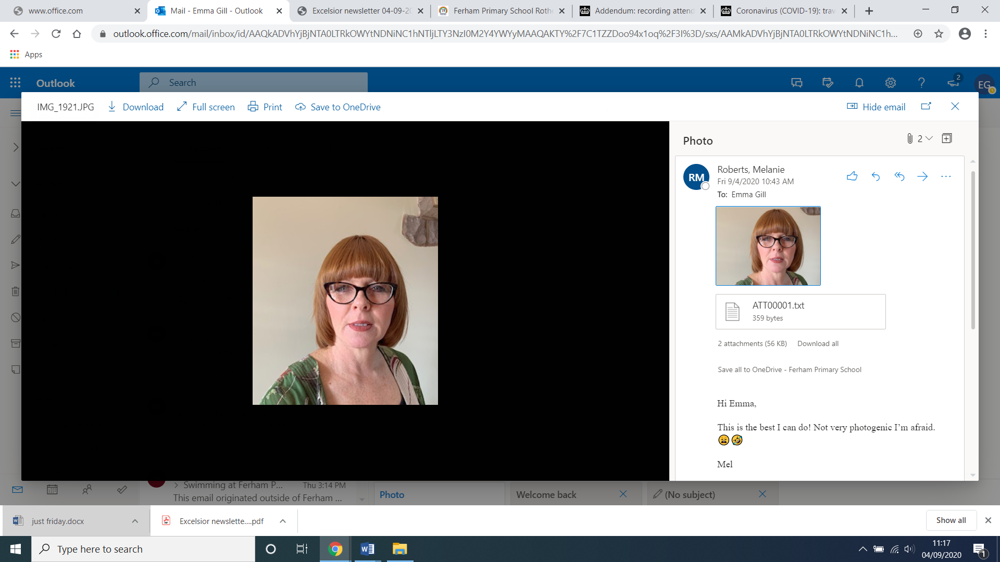 www.office.com
Mail - Emma Gill - Outlook
Excelsior newsletter 04-09-20
Ferham Primary School Roth
Addendum: recording attend
Coronavirus (COVID-19): trav
outlook.office.com/mail/inbox/id/AAQkADVhYjBjNTA0LTRkOWYtNDNiNC1hNTljLTY3NzI0M2Y4YWYyMAAQAKTY%2F7C1TZZDoo94x1oq%2F3I%3D/sxs/AAMkADVhYjBjNTA0LTRkOWYtNDNiNC1h...
Apps
Outlook
Search
2
EG
IMG_1921.JPG
Download
Full screen
Print
Save to OneDrive
Hide email
Photo
2
RM
Roberts, Melanie
Fri 9/4/2020 10:43 AM
To: Emma Gill
ATT00001.txt
359 bytes
2 attachments (56 KB) Download all
Save all to OneDrive - Ferham Primary School
Hi Emma,
This is the best I can do! Not very photogenic I’m afraid.
😩🤣
Mel
Swimming at Ferham P... Thu 3:14 PM
This email originated outside of Ferham ...
Photo
Welcome back
(No subject)
just friday.docx
Excelsior newslette....pdf
Show all
Type here to search
11:17
04/09/2020
1